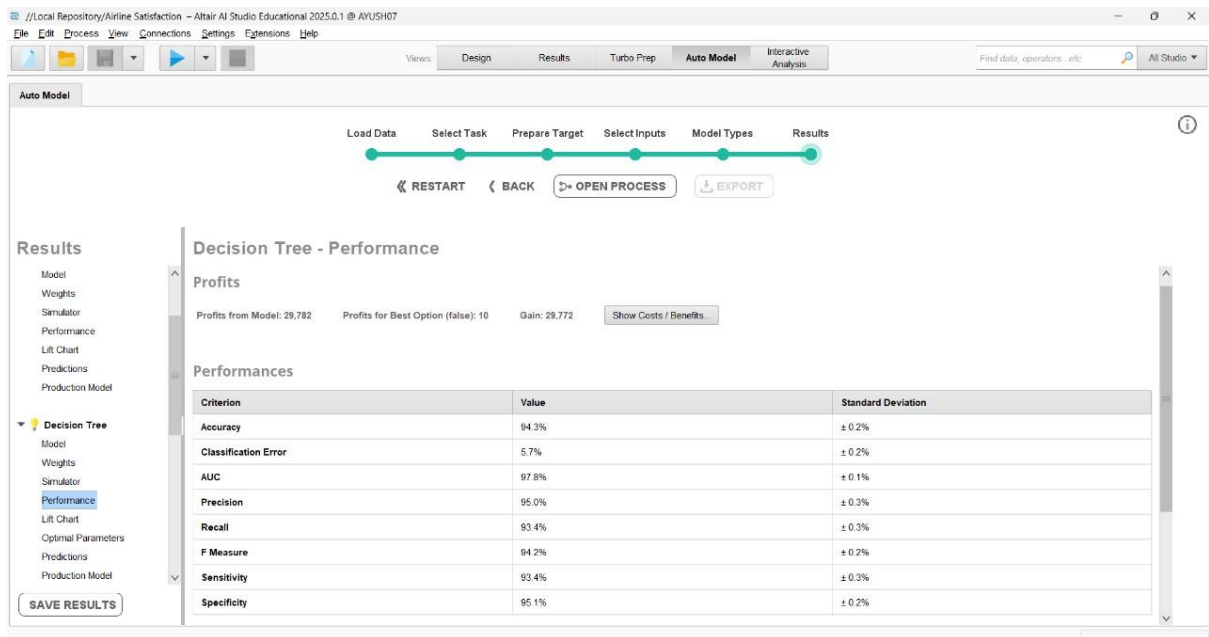 //Local Repository/Airline Satisfaction – Altair AI Studio Educational 2025.0.1 @ AYUSH07
File Edit Process View Connections Settings Extensions Help
Views: Design Results Turbo Prep Auto Model Interactive Analysis Find data, operators...etc All Studio
Auto Model
Load Data Select Task Prepare Target Select Inputs Model Types Results
RESTART BACK OPEN PROCESS EXPORT
Results
Model
Weights
Simulator
Performance
Lift Chart
Predictions
Production Model
Decision Tree
Model
Weights
Simulator
Performance
Lift Chart
Optimal Parameters
Predictions
Production Model
SAVE RESULTS
Decision Tree - Performance
Profits
Profits from Model: 29,782 Profits for Best Option (false): 10 Gain: 29,772 Show Costs / Benefits...
Performances
Criterion Value Standard Deviation
Accuracy 94.3% ± 0.2%
Classification Error 5.7% ± 0.2%
AUC 97.8% ± 0.1%
Precision 95.0% ± 0.3%
Recall 93.4% ± 0.3%
F Measure 94.2% ± 0.2%
Sensitivity 93.4% ± 0.3%
Specificity 95.1% ± 0.2%